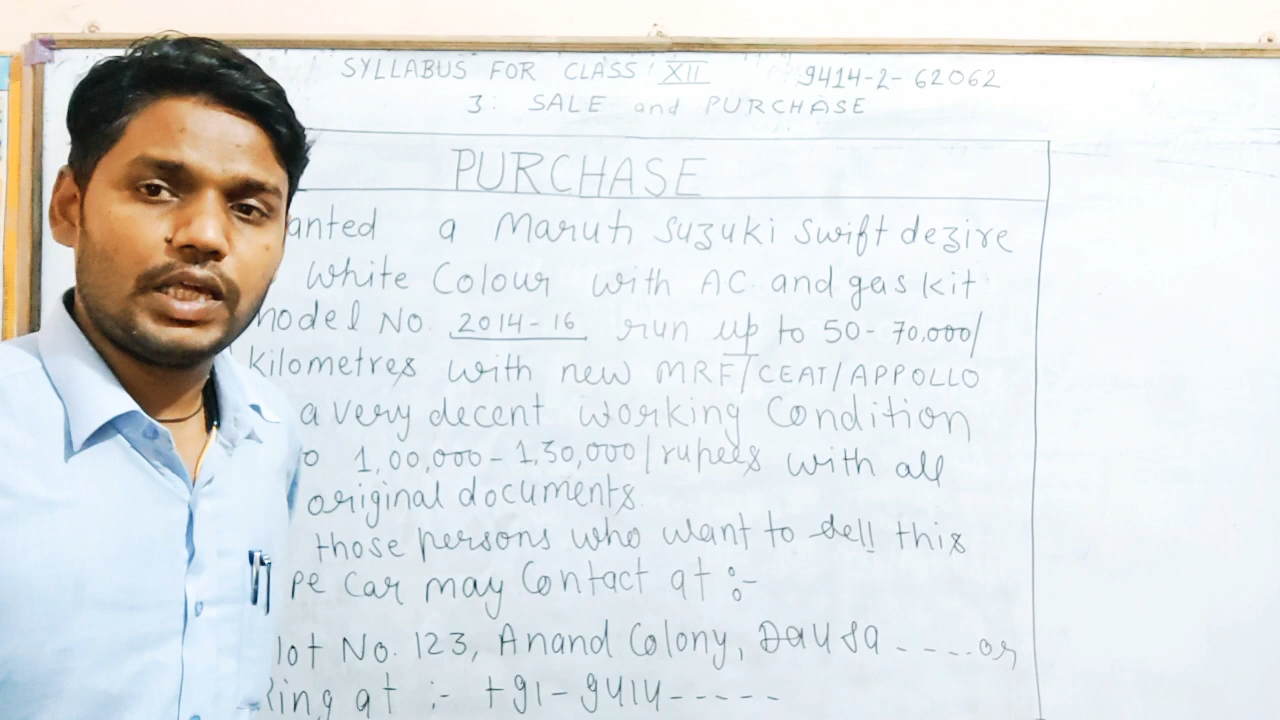 SYLLABUS FOR CLASS XII 9414-2-62062
3: SALE and PURCHASE
PURCHASE
anted a Maruti Suzuki Swift dezire
White Colour with AC. and gas kit
model No. 2014-16 run up to 50-70,000/
kilometres with new MRF/CEAT/APPOLLO
a very decent working Condition
o 1,00,000-1,30,000/rupees with all
original documents.
those persons who want to sell this
pe car may Contact at :-
lot No. 123, Anand Colony, Dausa ----or
Ring at :- +91-9414-----